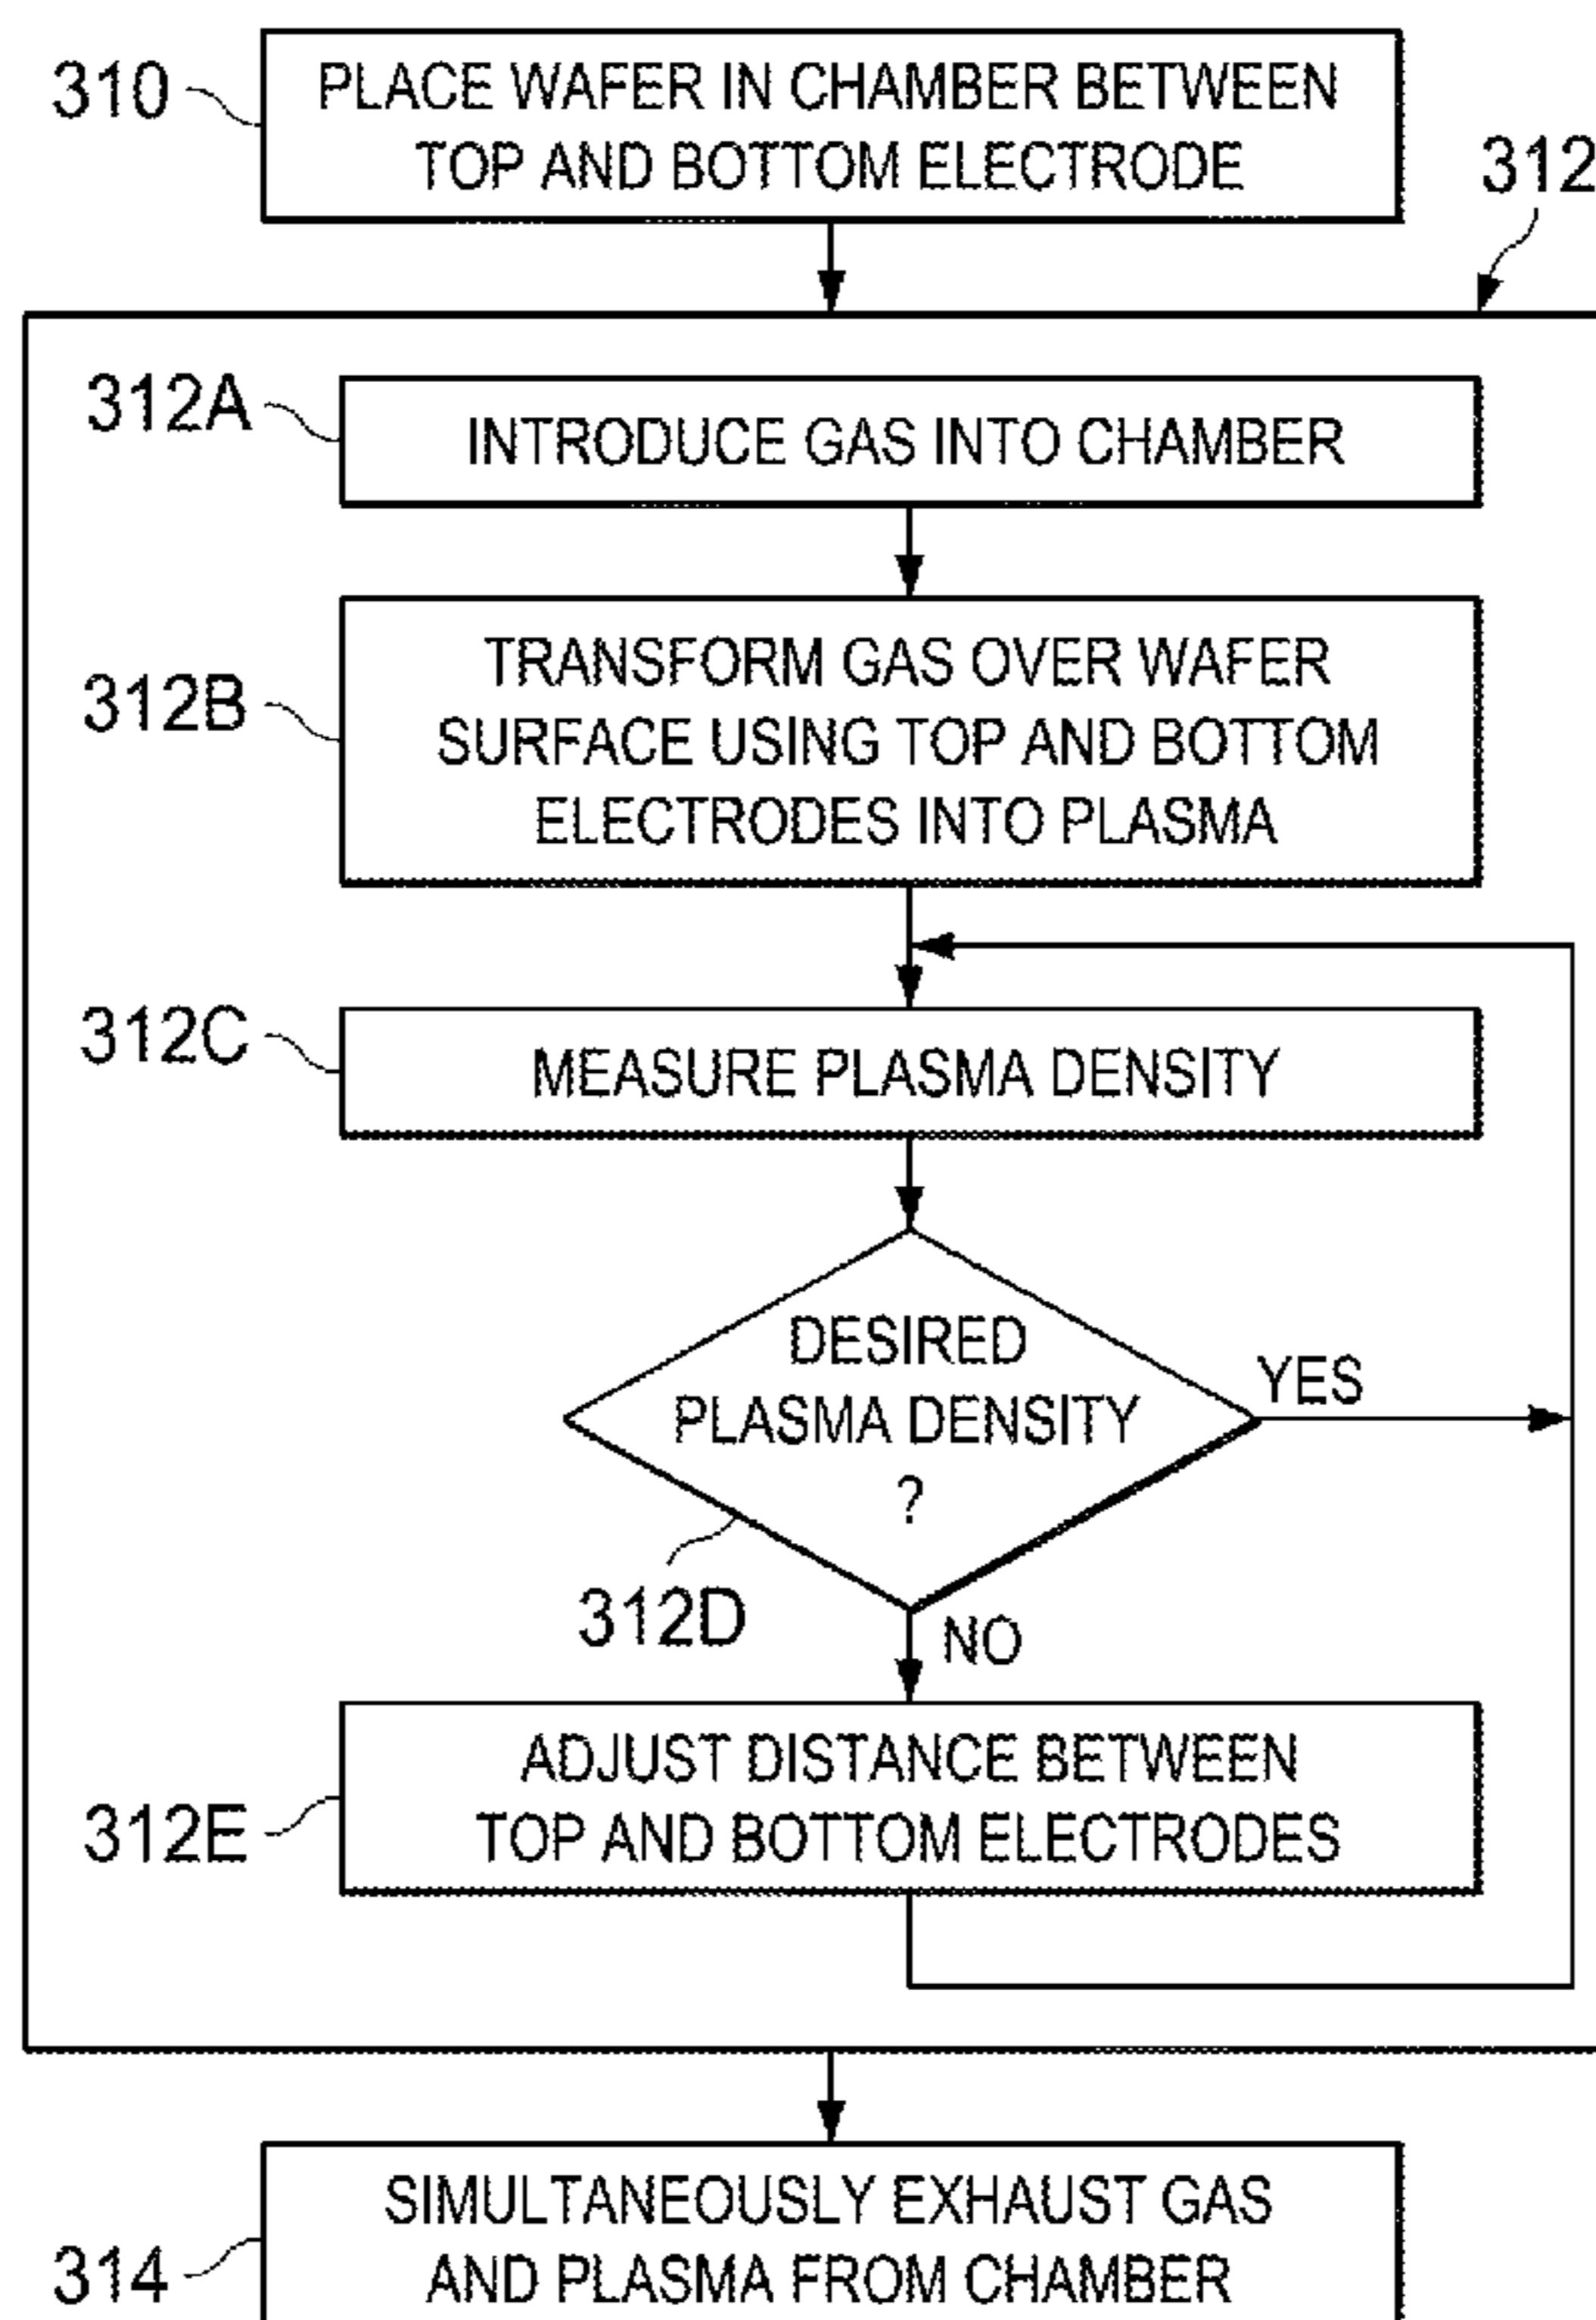 310
PLACE WAFER IN CHAMBER BETWEEN
TOP AND BOTTOM ELECTRODE
312
312A
INTRODUCE GAS INTO CHAMBER
312B
TRANSFORM GAS OVER WAFER
SURFACE USING TOP AND BOTTOM
ELECTRODES INTO PLASMA
312C
MEASURE PLASMA DENSITY
DESIRED
PLASMA DENSITY
?
YES
312D
NO
312E
ADJUST DISTANCE BETWEEN
TOP AND BOTTOM ELECTRODES
314
SIMULTANEOUSLY EXHAUST GAS
AND PLASMA FROM CHAMBER